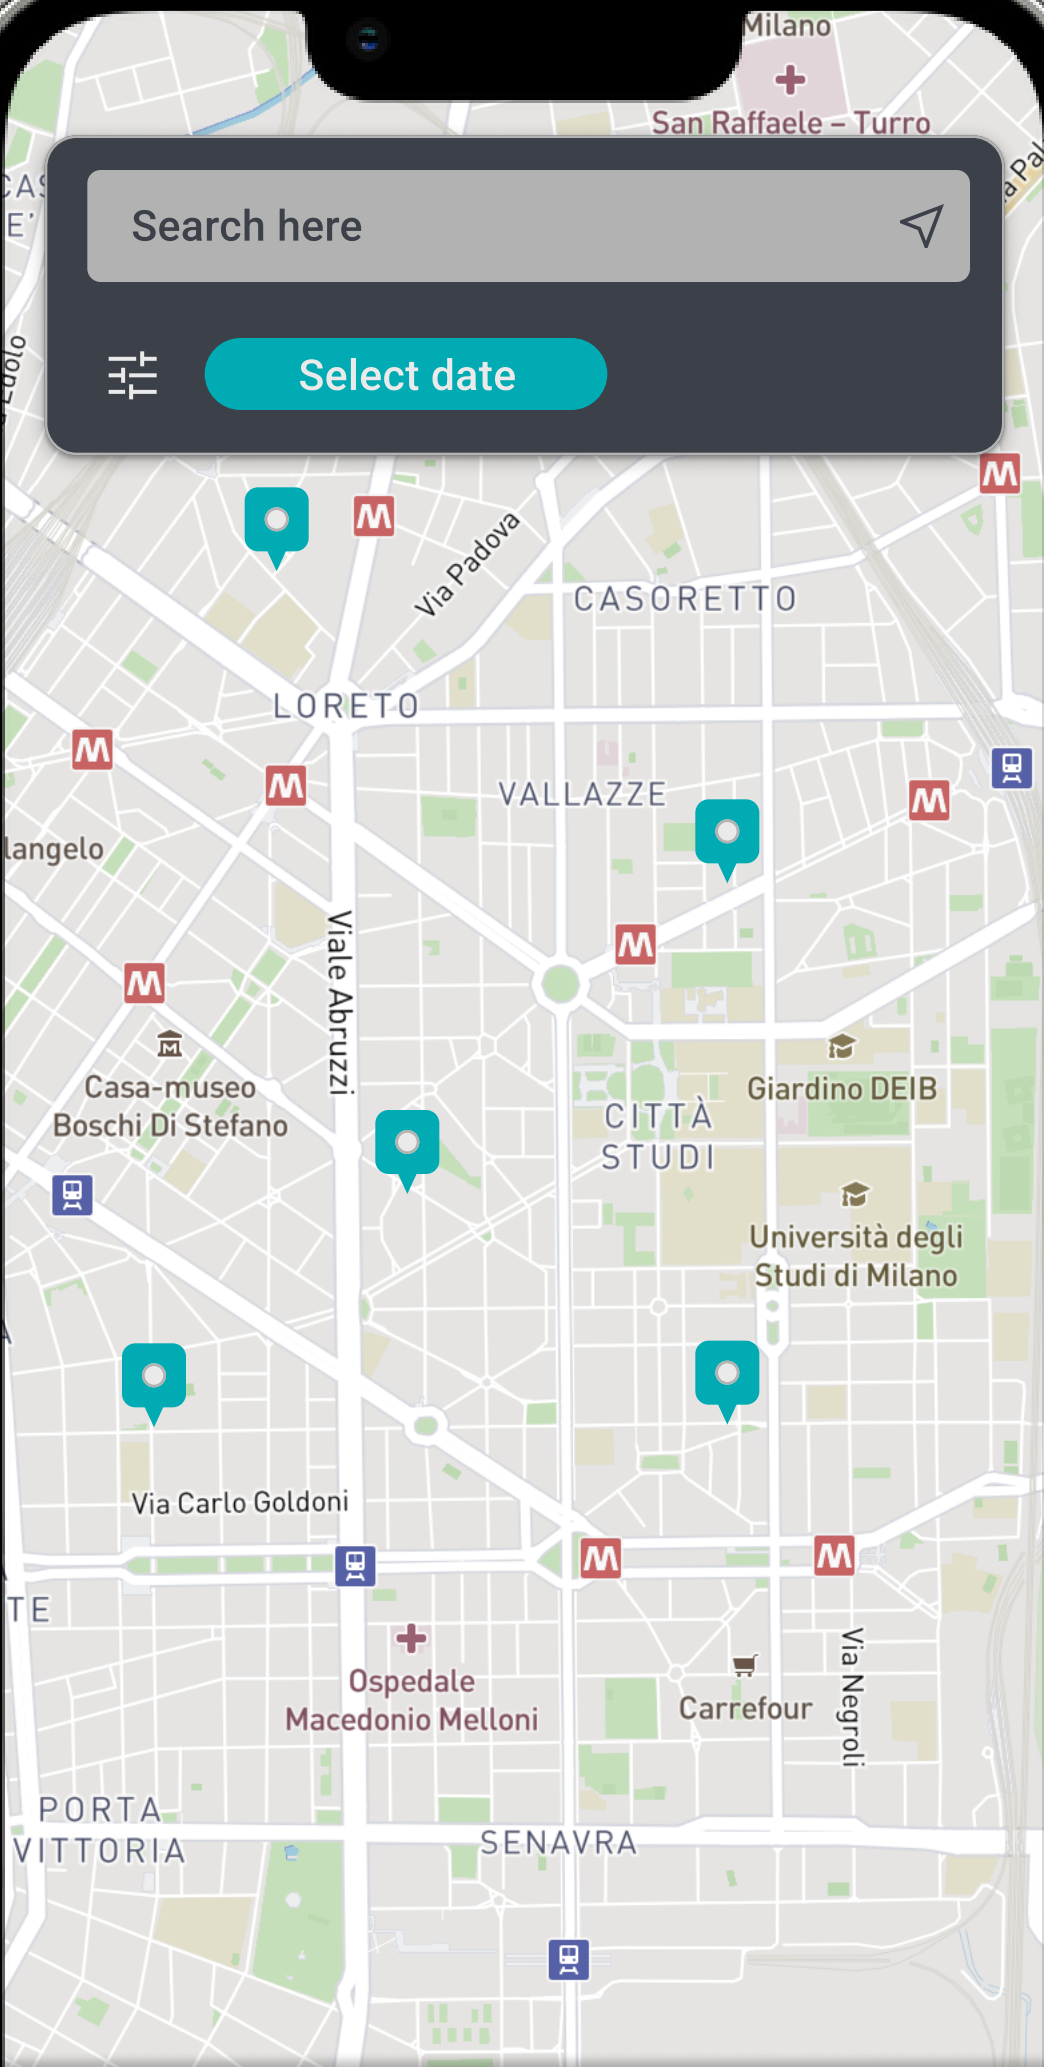 Milano
San Raffaele – Turro
Search here
Select date
Via Padova
CASORETTO
LORETO
VALLAZZE
langelo
Viale Abruzzi
Casa-museo
Boschi Di Stefano
Giardino DEIB
CITTÀ
STUDI
Università degli
Studi di Milano
Via Carlo Goldoni
TE
Ospedale
Macedonio Melloni
Carrefour
Via Negroli
PORTA
VITTORIA
SENAVRA